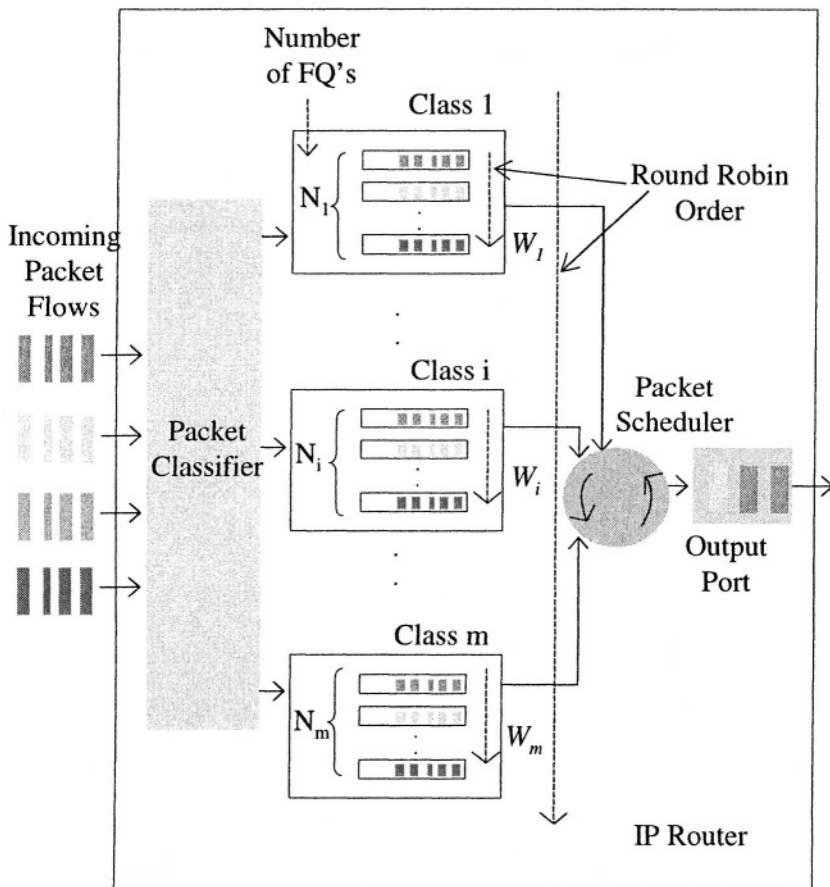 Number
of FQ's
Class 1
N1
W1
Round Robin
Order
Incoming
Packet
Flows
Class i
Packet
Scheduler
Packet
Classifier
Ni
Wi
Output
Port
Class m
Nm
Wm
IP Router